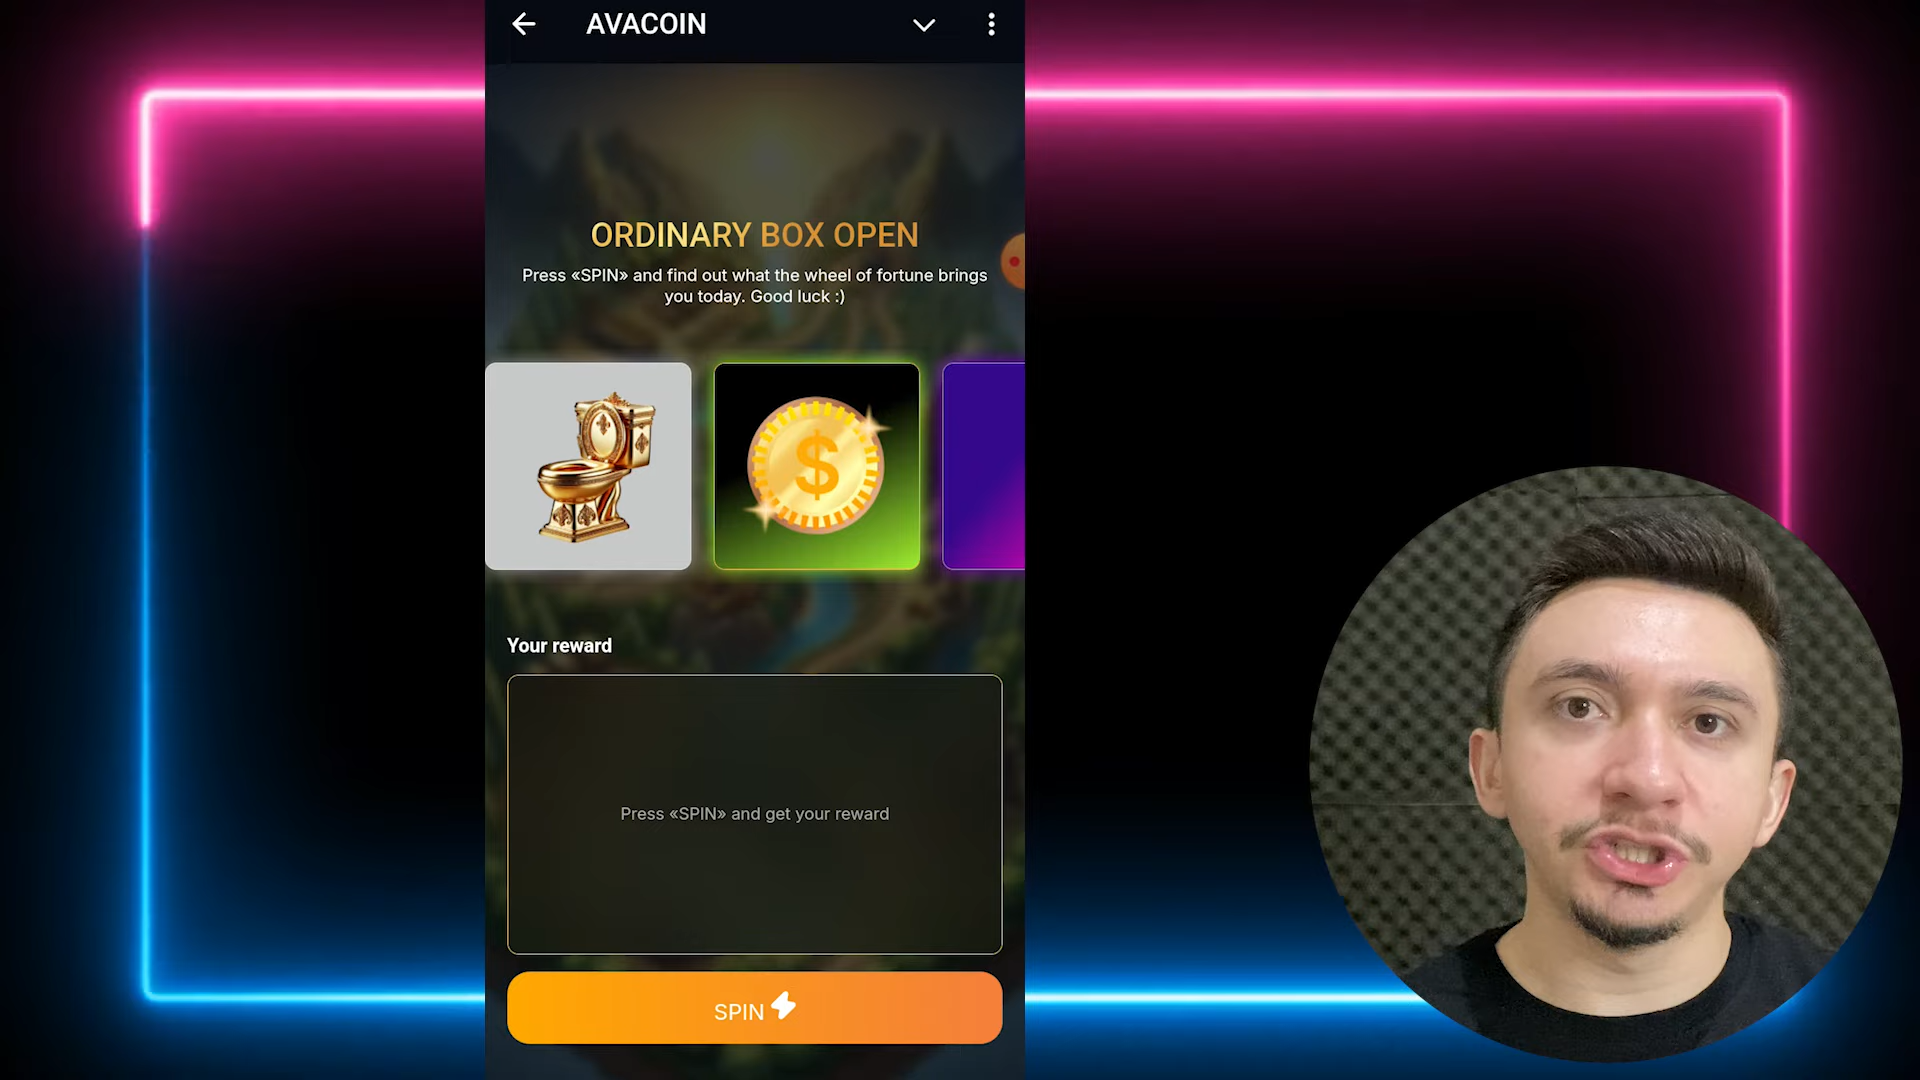 AVACOIN
ORDINARY BOX OPEN
Press «SPIN» and find out what the wheel of fortune brings
you today. Good luck :)
$
Your reward
Press «SPIN» and get your reward
SPIN